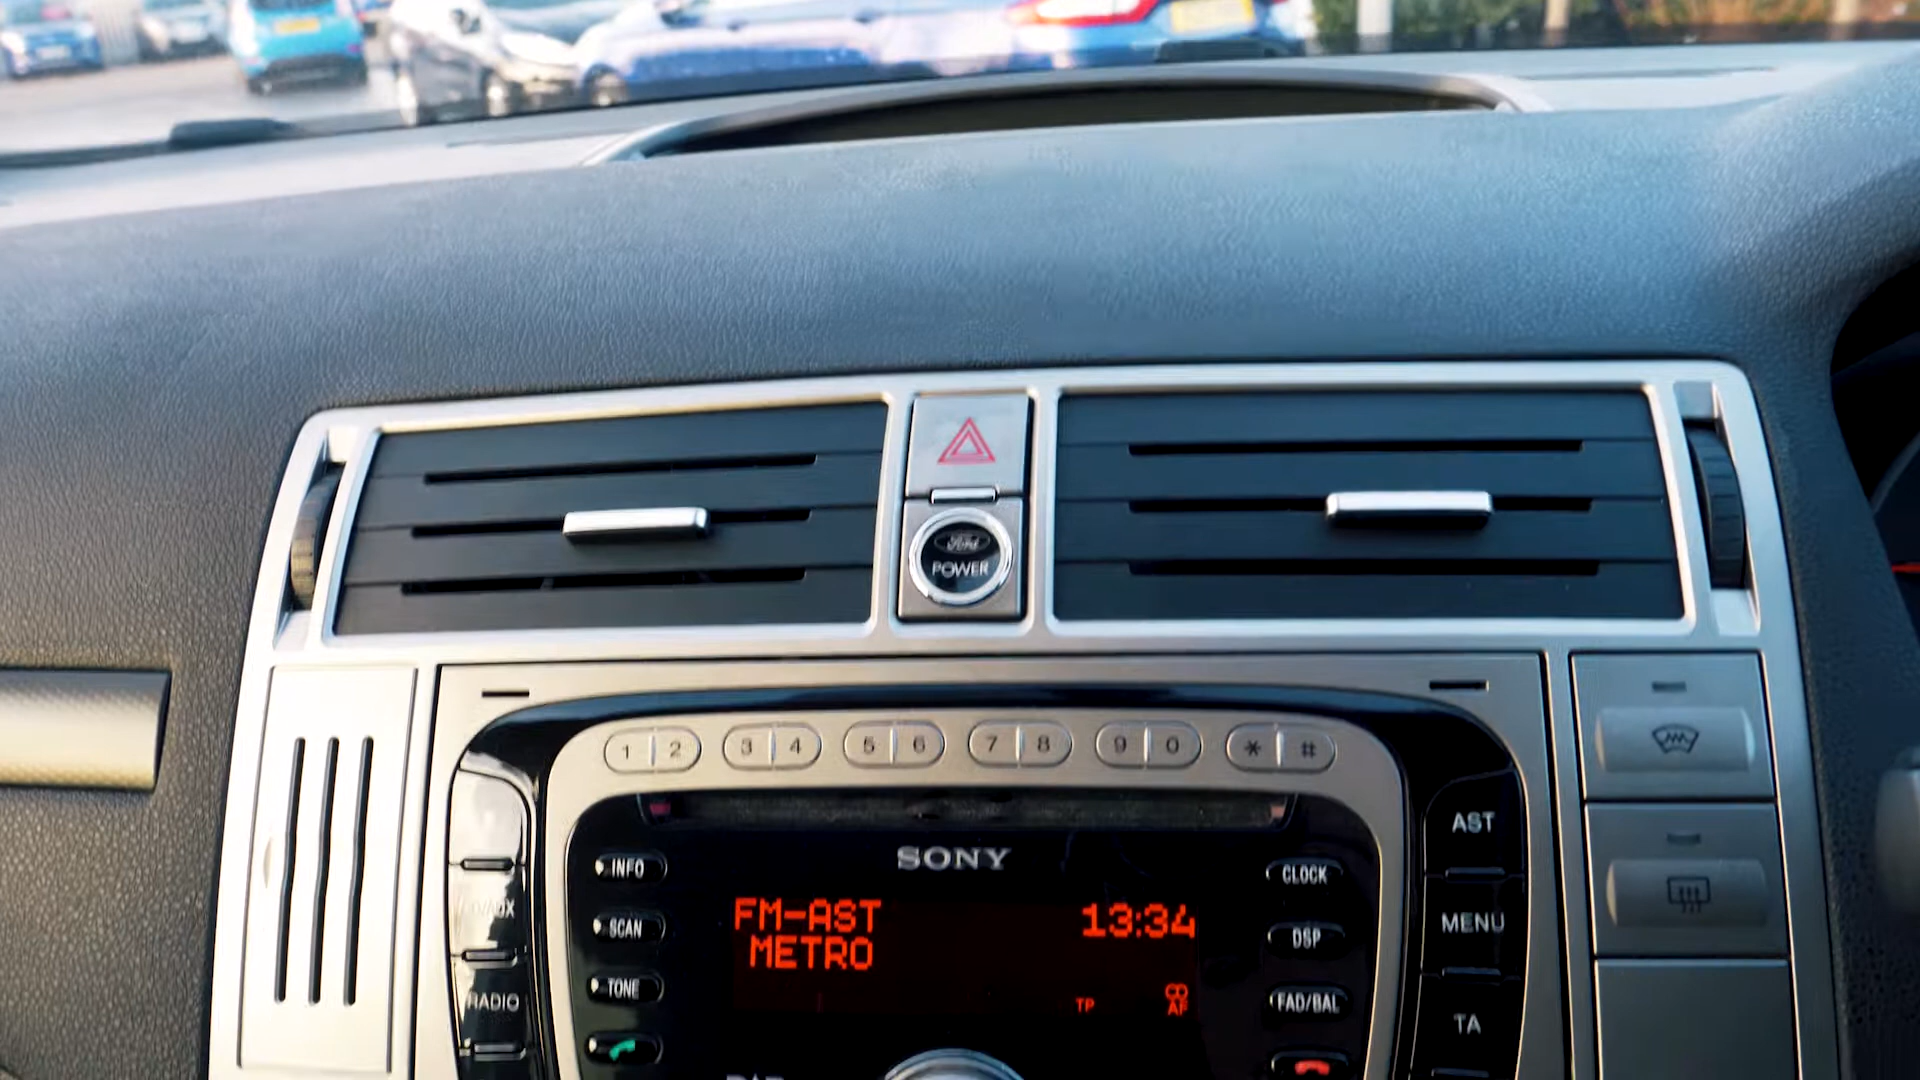 Ford
POWER
1 2 3 4 5 6 7 8 9 0 * #
SONY
INFO
CLOCK
AST
FM-AST 13:34
METRO
SCAN
DSP
MENU
TONE
RADIO
TP
AF
FAD/BAL
TA